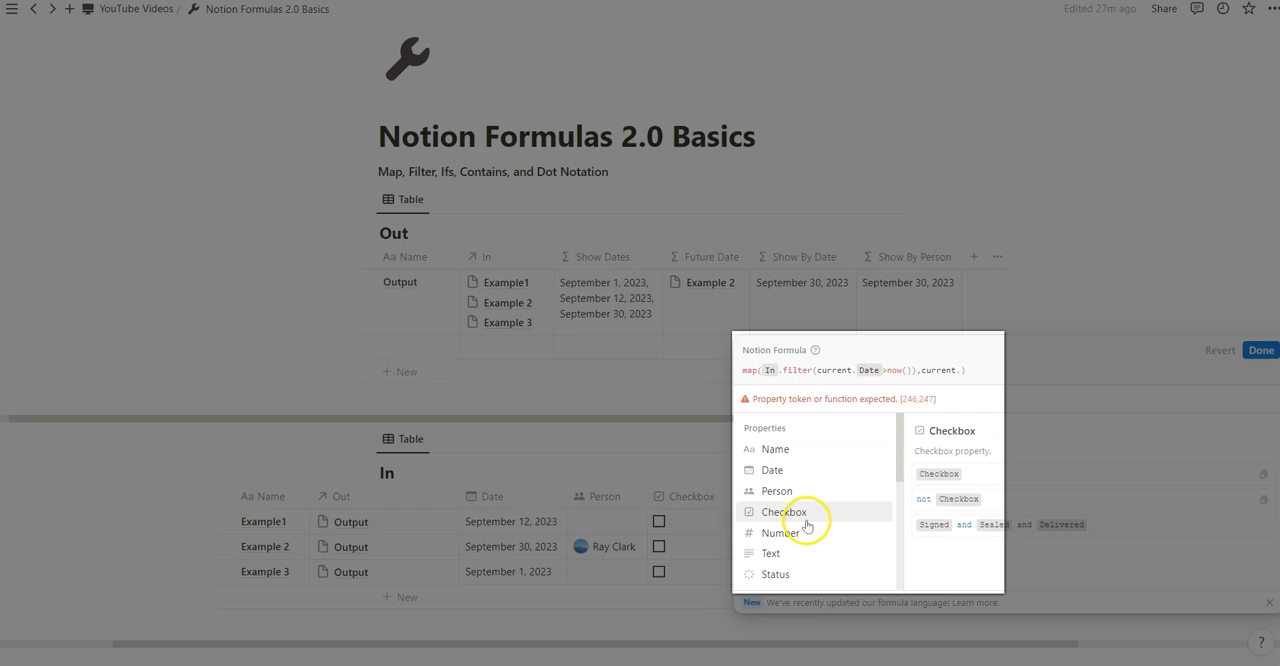 YouTube Videos / Notion Formulas 2.0 Basics
Edited 27m ago Share
Notion Formulas 2.0 Basics
Map, Filter, Ifs, Contains, and Dot Notation
Table
Out
Aa Name In Σ Show Dates Σ Future Date Σ Show By Date Σ Show By Person + ...
Output Example1 September 1, 2023, Example 2 September 30, 2023 September 30, 2023
Example 2 September 12, 2023,
Example 3 September 30, 2023
+ New
Notion Formula ?
Revert Done
map( In .filter(current. Date >now()),current.)
Property token or function expected. [246,247]
Properties
Aa Name
Date
Person
Checkbox
# Number
Text
Status
Checkbox
Checkbox property.
Checkbox
not Checkbox
Signed and Sealed and Delivered
New We've recently updated our formula language! Learn more.
Table
In
Aa Name Out Date Person Checkbox
Example1 Output September 12, 2023
Example 2 Output September 30, 2023 Ray Clark
Example 3 Output September 1, 2023
+ New
?